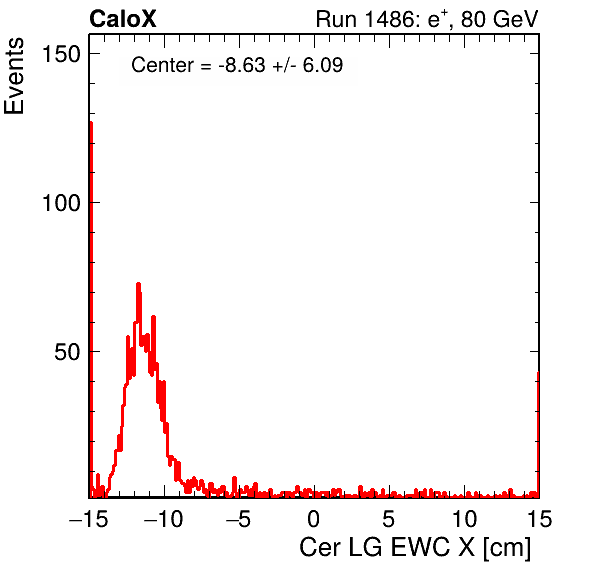 CaloX
Run 1486: e+, 80 GeV
Center = -8.63 +/- 6.09
Events
150
100
50
−15 −10 −5 0 5 10 15
Cer LG EWC X [cm]